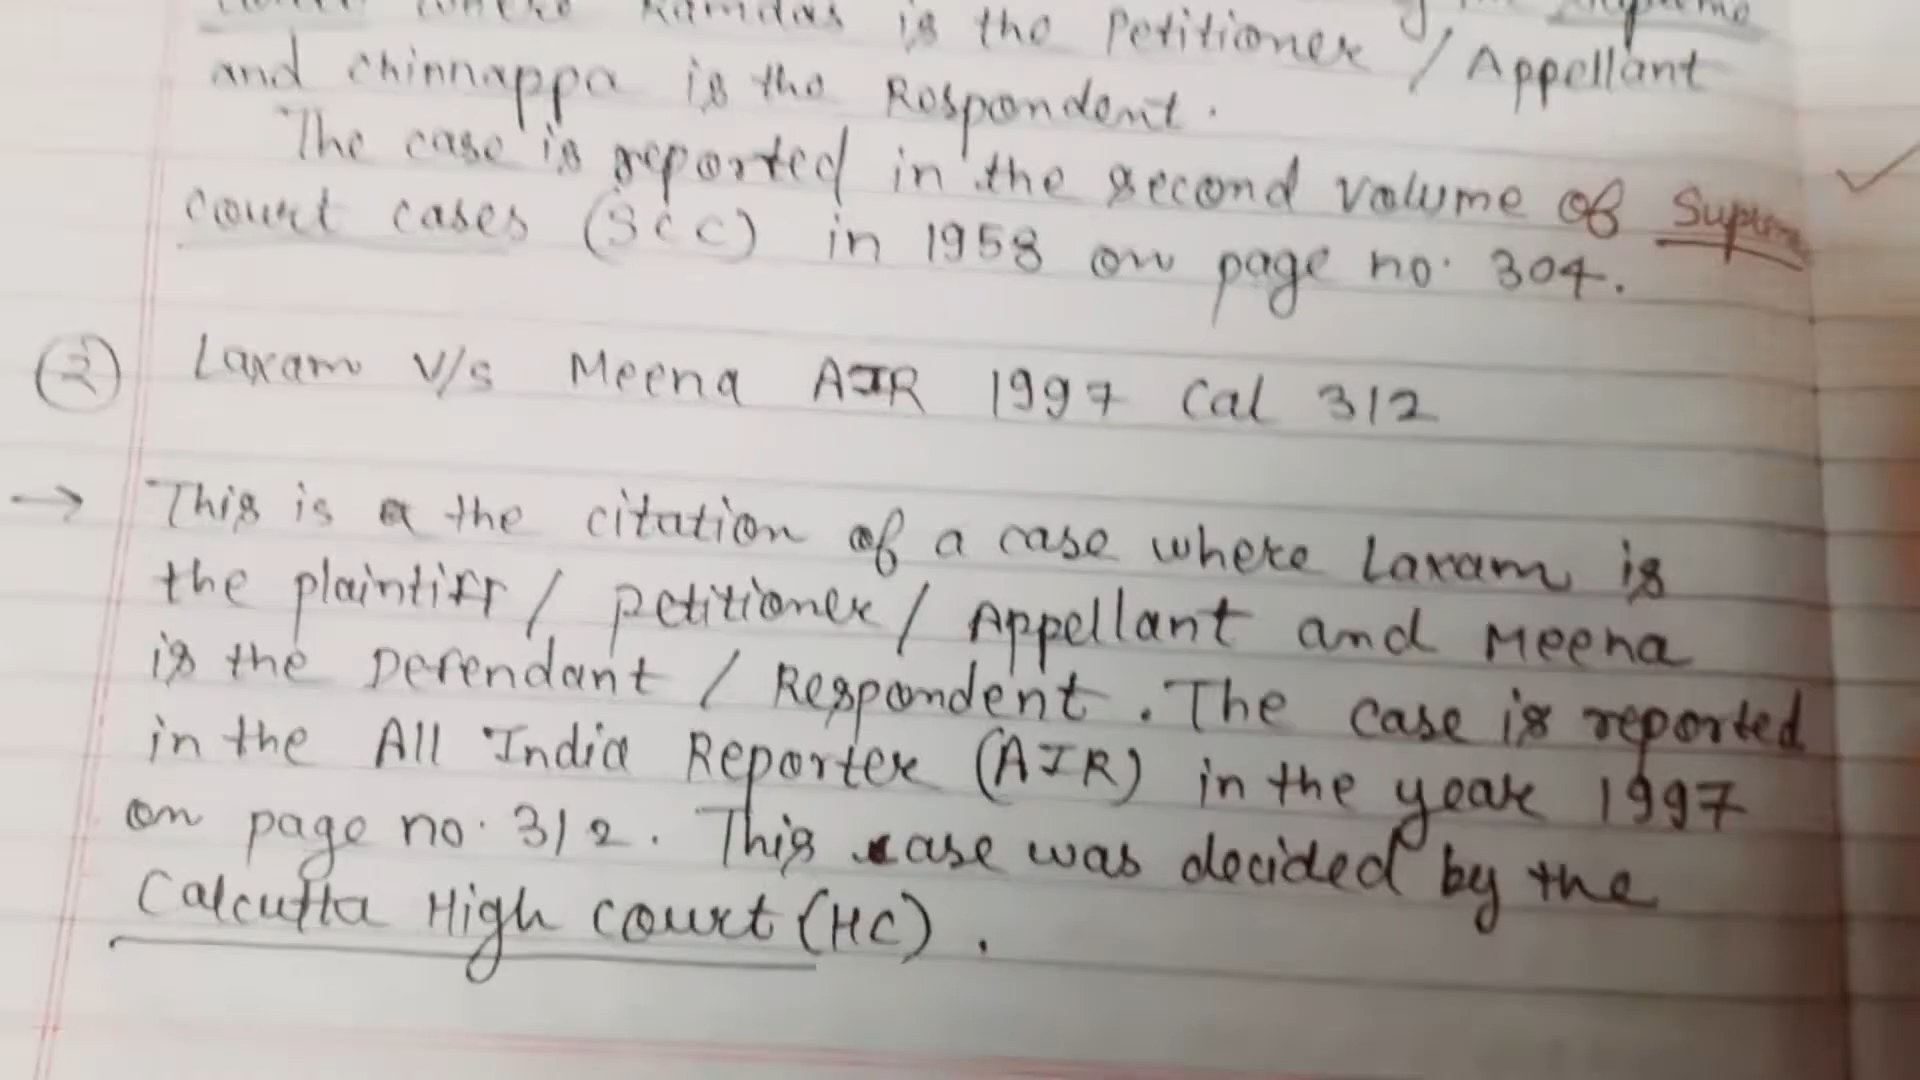 Ramdas is the Petitioner / Appellant
and chinnappa is the Respondent.
The case is reported in the second volume of Supreme
court cases (SCC) in 1958 on page no. 304.
② Laxam v/s Meena AIR 1997 Cal 312
→ This is a the citation of a case where Laxam is
the plaintiff / petitioner / Appellant and Meena
is the Defendant / Respondent. The case is reported
in the All India Reporter (AIR) in the year 1997
on page no. 312. This case was decided by the
Calcutta High court (HC).